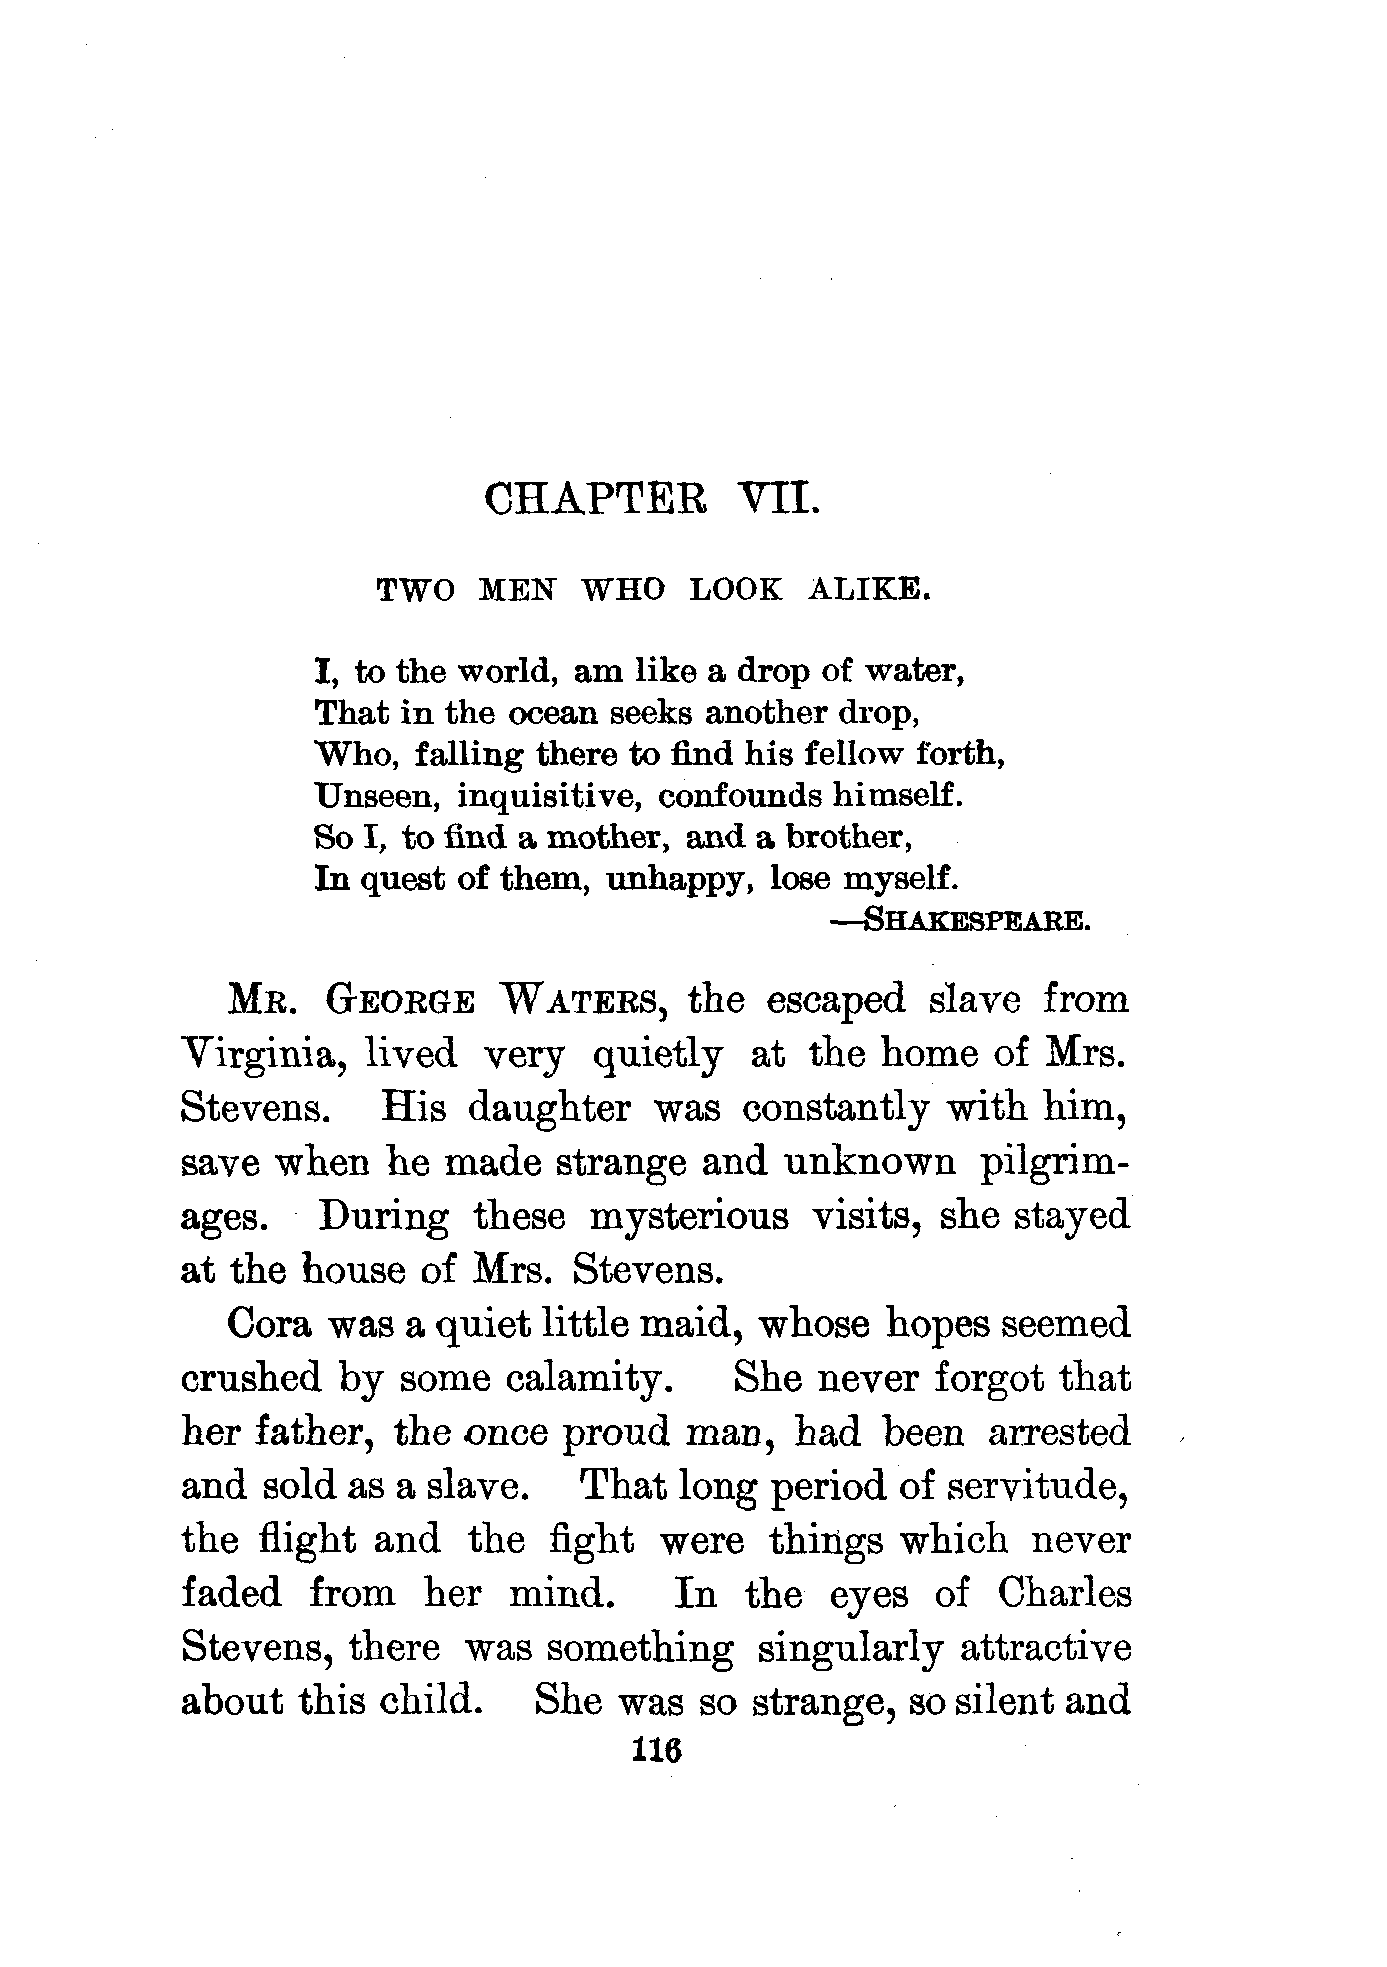 CHAPTER VII.
TWO MEN WHO LOOK ALIKE.
I, to the world, am like a drop of water,
That in the ocean seeks another drop,
Who, falling there to find his fellow forth,
Unseen, inquisitive, confounds himself.
So I, to find a mother, and a brother,
In quest of them, unhappy, lose myself.
—SHAKESPEARE.
MR. GEORGE WATERS, the escaped slave from
Virginia, lived very quietly at the home of Mrs.
Stevens. His daughter was constantly with him,
save when he made strange and unknown pilgrim-
ages. During these mysterious visits, she stayed
at the house of Mrs. Stevens.
Cora was a quiet little maid, whose hopes seemed
crushed by some calamity. She never forgot that
her father, the once proud man, had been arrested
and sold as a slave. That long period of servitude,
the flight and the fight were things which never
faded from her mind. In the eyes of Charles
Stevens, there was something singularly attractive
about this child. She was so strange, so silent and
116